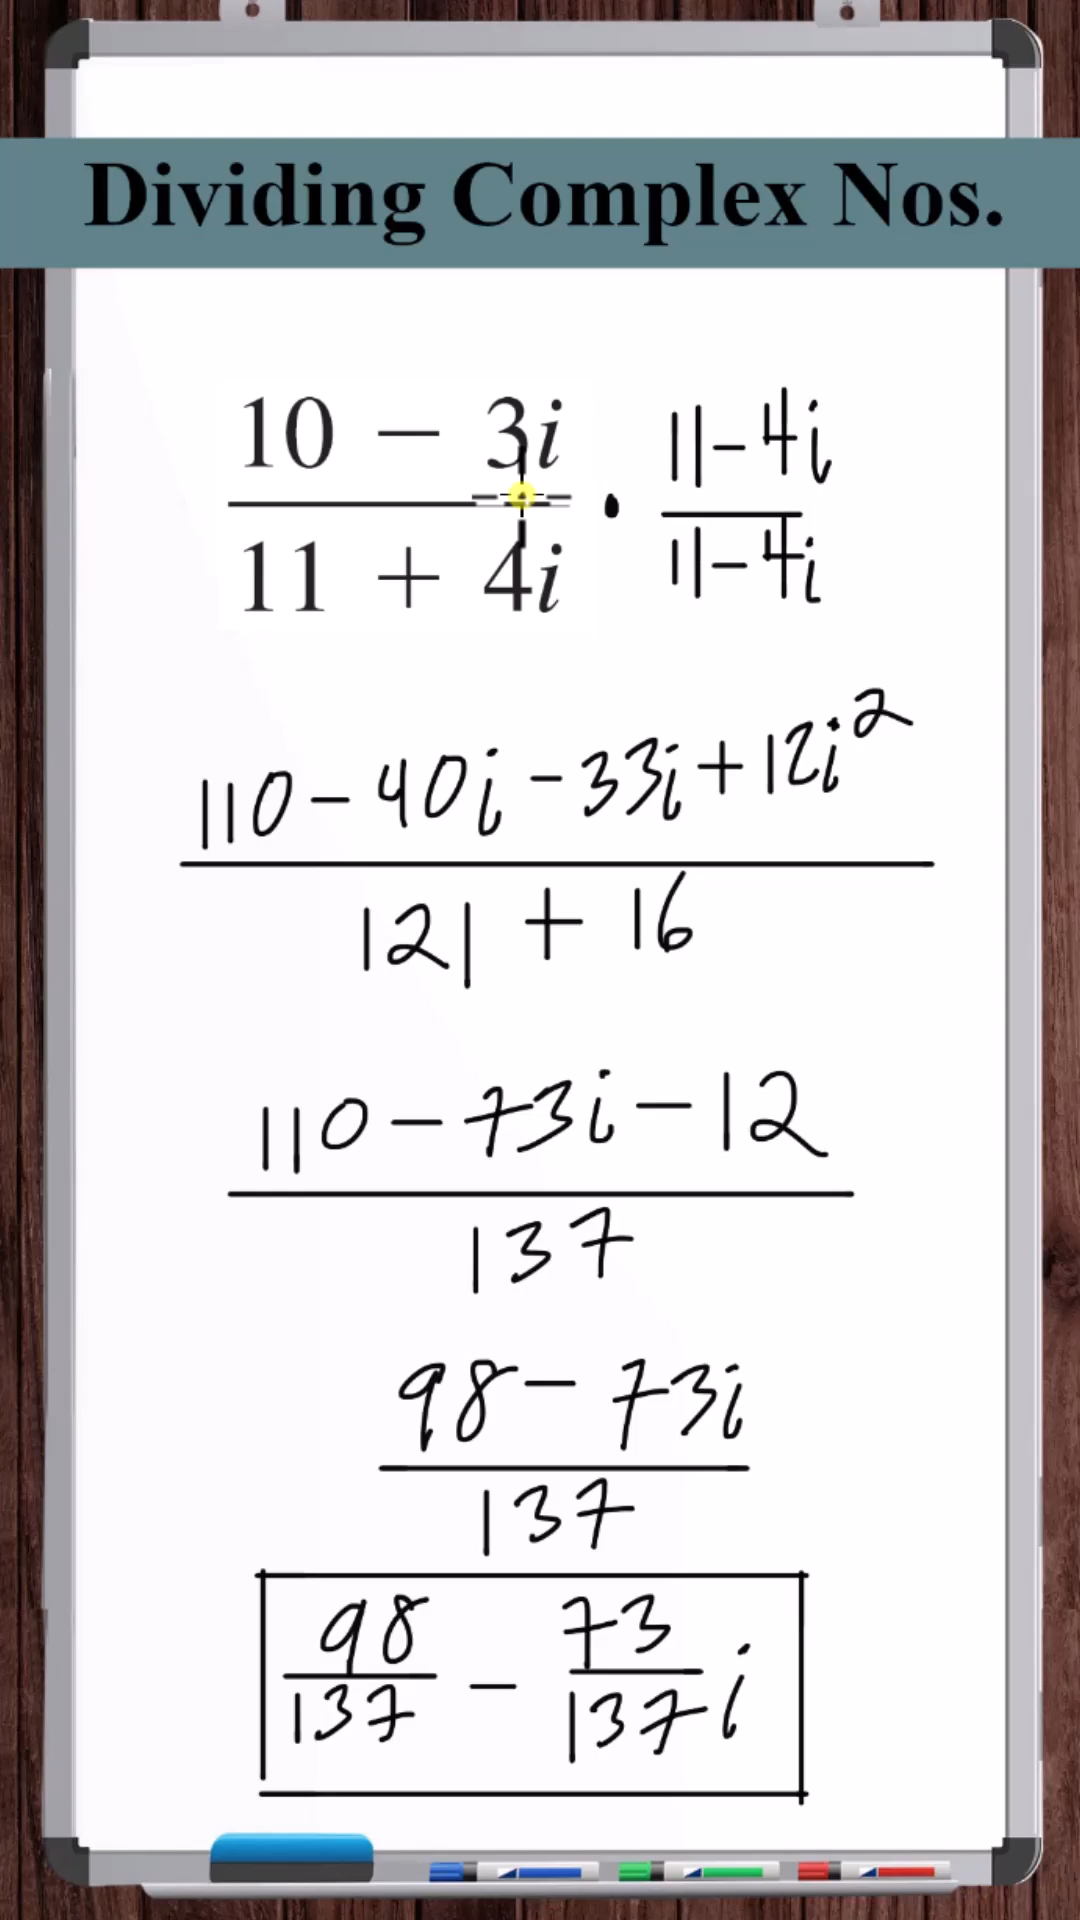 Dividing Complex Nos.
10 − 3i / 11 + 4i · 11-4i / 11-4i
110-40i-33i+12i²
121 + 16
110-73i-12
137
98-73i
137
98/137 - 73/137 i